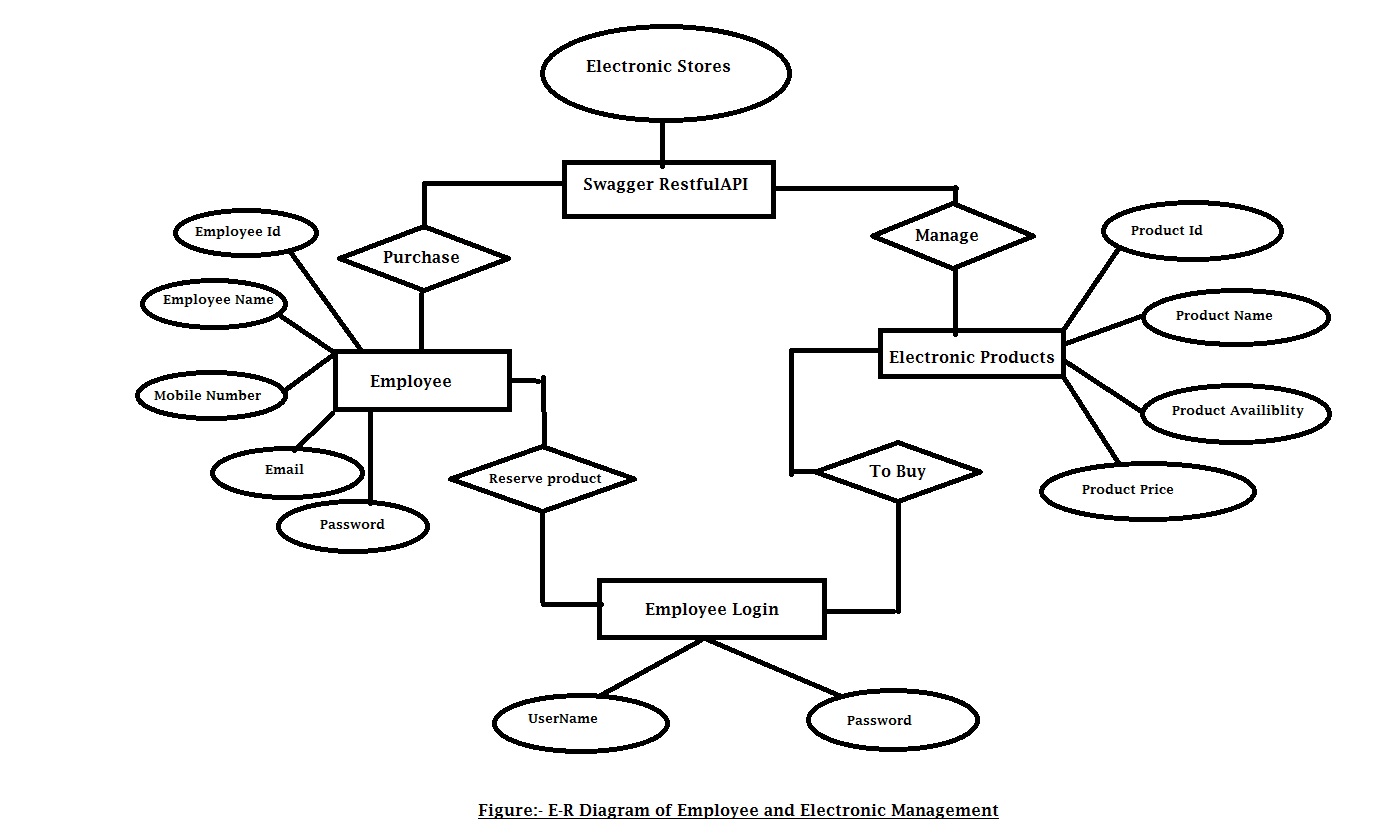 Electronic Stores
Swagger RestfulAPI
Purchase
Manage
Employee Id
Employee Name
Mobile Number
Email
Password
Employee
Product Id
Product Name
Product Availiblity
Product Price
Electronic Products
Reserve product
To Buy
Employee Login
UserName
Password
Figure:- E-R Diagram of Employee and Electronic Management